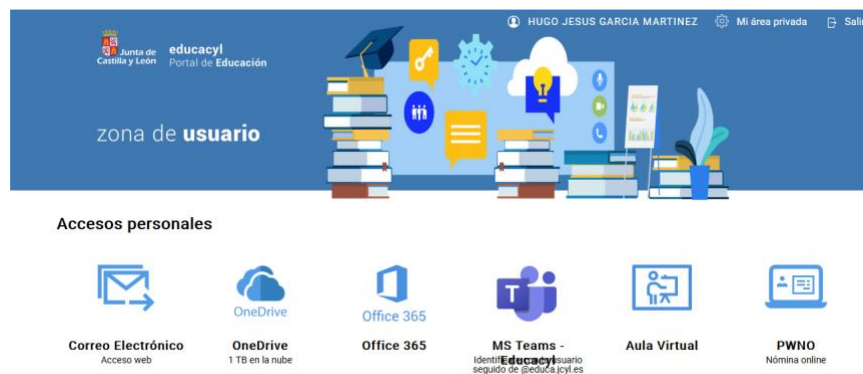 HUGO JESUS GARCIA MARTINEZ Mi área privada Salir
Junta de
Castilla y León
educacyl
Portal de Educación
zona de usuario
Accesos personales
OneDrive
Office 365
T
Correo Electrónico
Acceso web
OneDrive
1 TB en la nube
Office 365
MS Teams -
Educacyl
usuario
seguido de @educa.jcyl.es
Aula Virtual
PWNO
Nómina online